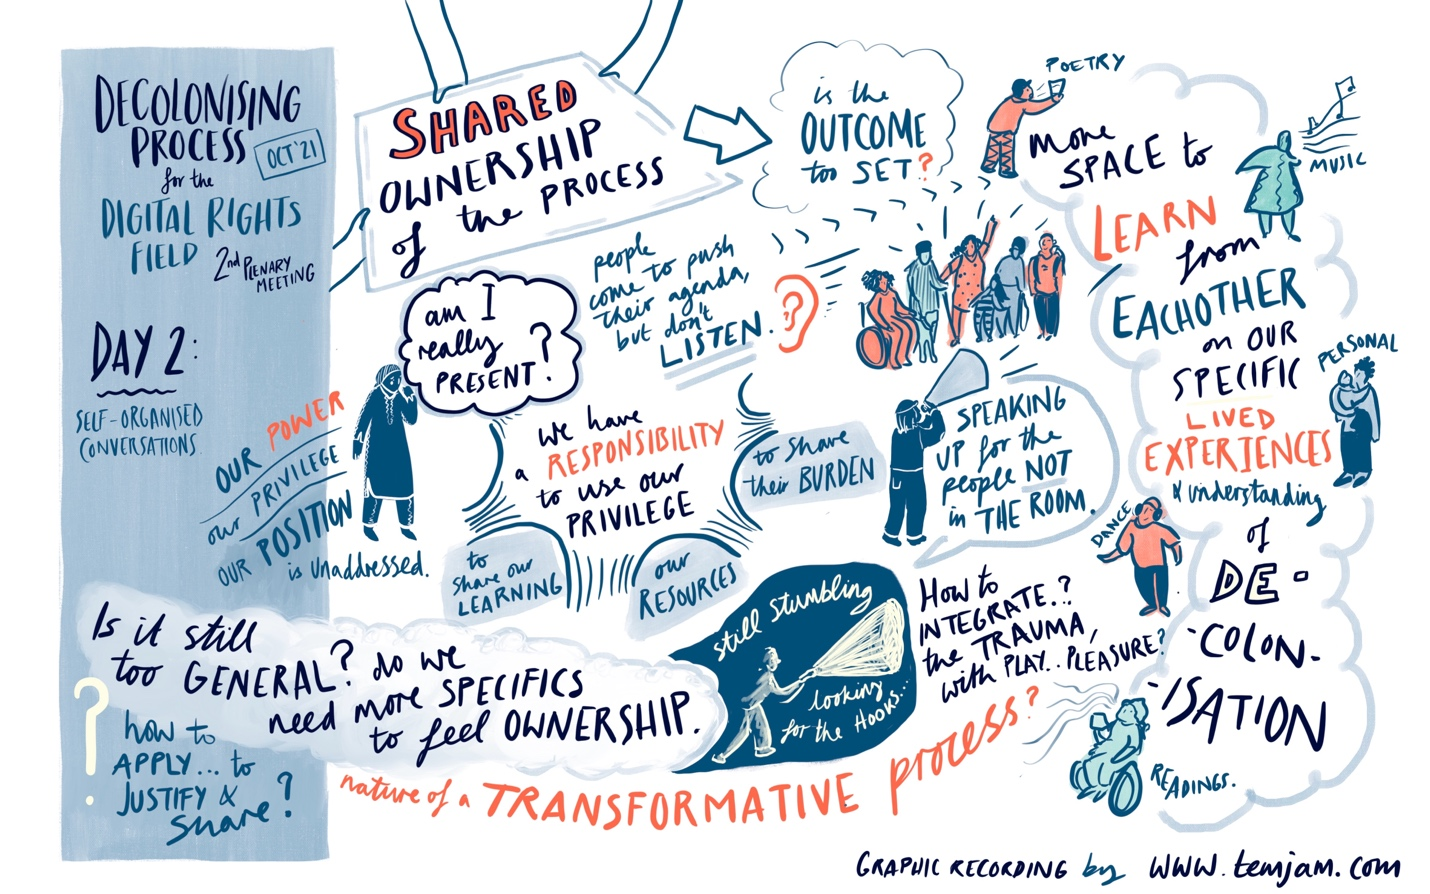 DECOLONISING
PROCESS
OCT'21
for the
DIGITAL RIGHTS
FIELD
2nd PLENARY
MEETING
DAY 2:
SELF-ORGANISED
CONVERSATIONS.
SHARED
OWNERSHIP
of the PROCESS
is the
OUTCOME
too SET?
people
come to push
their agenda,
but don't
LISTEN.
am I
really
PRESENT?
OUR POWER
our PRIVILEGE
OUR POSITION
is unaddressed.
we have
a RESPONSIBILITY
to use our
PRIVILEGE
to
share our
LEARNING
our
RESOURCES
to share
their BURDEN
SPEAKING
UP for the
people NOT
in THE ROOM.
POETRY
more
SPACE to
LEARN
from
EACHOTHER
on OUR
SPECIFIC
LIVED
EXPERIENCES
& understanding
of
DE-
-COLON-
-ISATION
MUSIC
PERSONAL
DANCE
READINGS.
Is it still
too GENERAL? do we
need more SPECIFICS
to feel OWNERSHIP.
? how to
APPLY... to
JUSTIFY &
share?
still stumbling
looking
for the HOOKS...
How to
INTEGRATE.?
the TRAUMA,
with PLAY.. PLEASURE?
nature of a TRANSFORMATIVE process?
GRAPHIC RECORDING by www.temjam.com